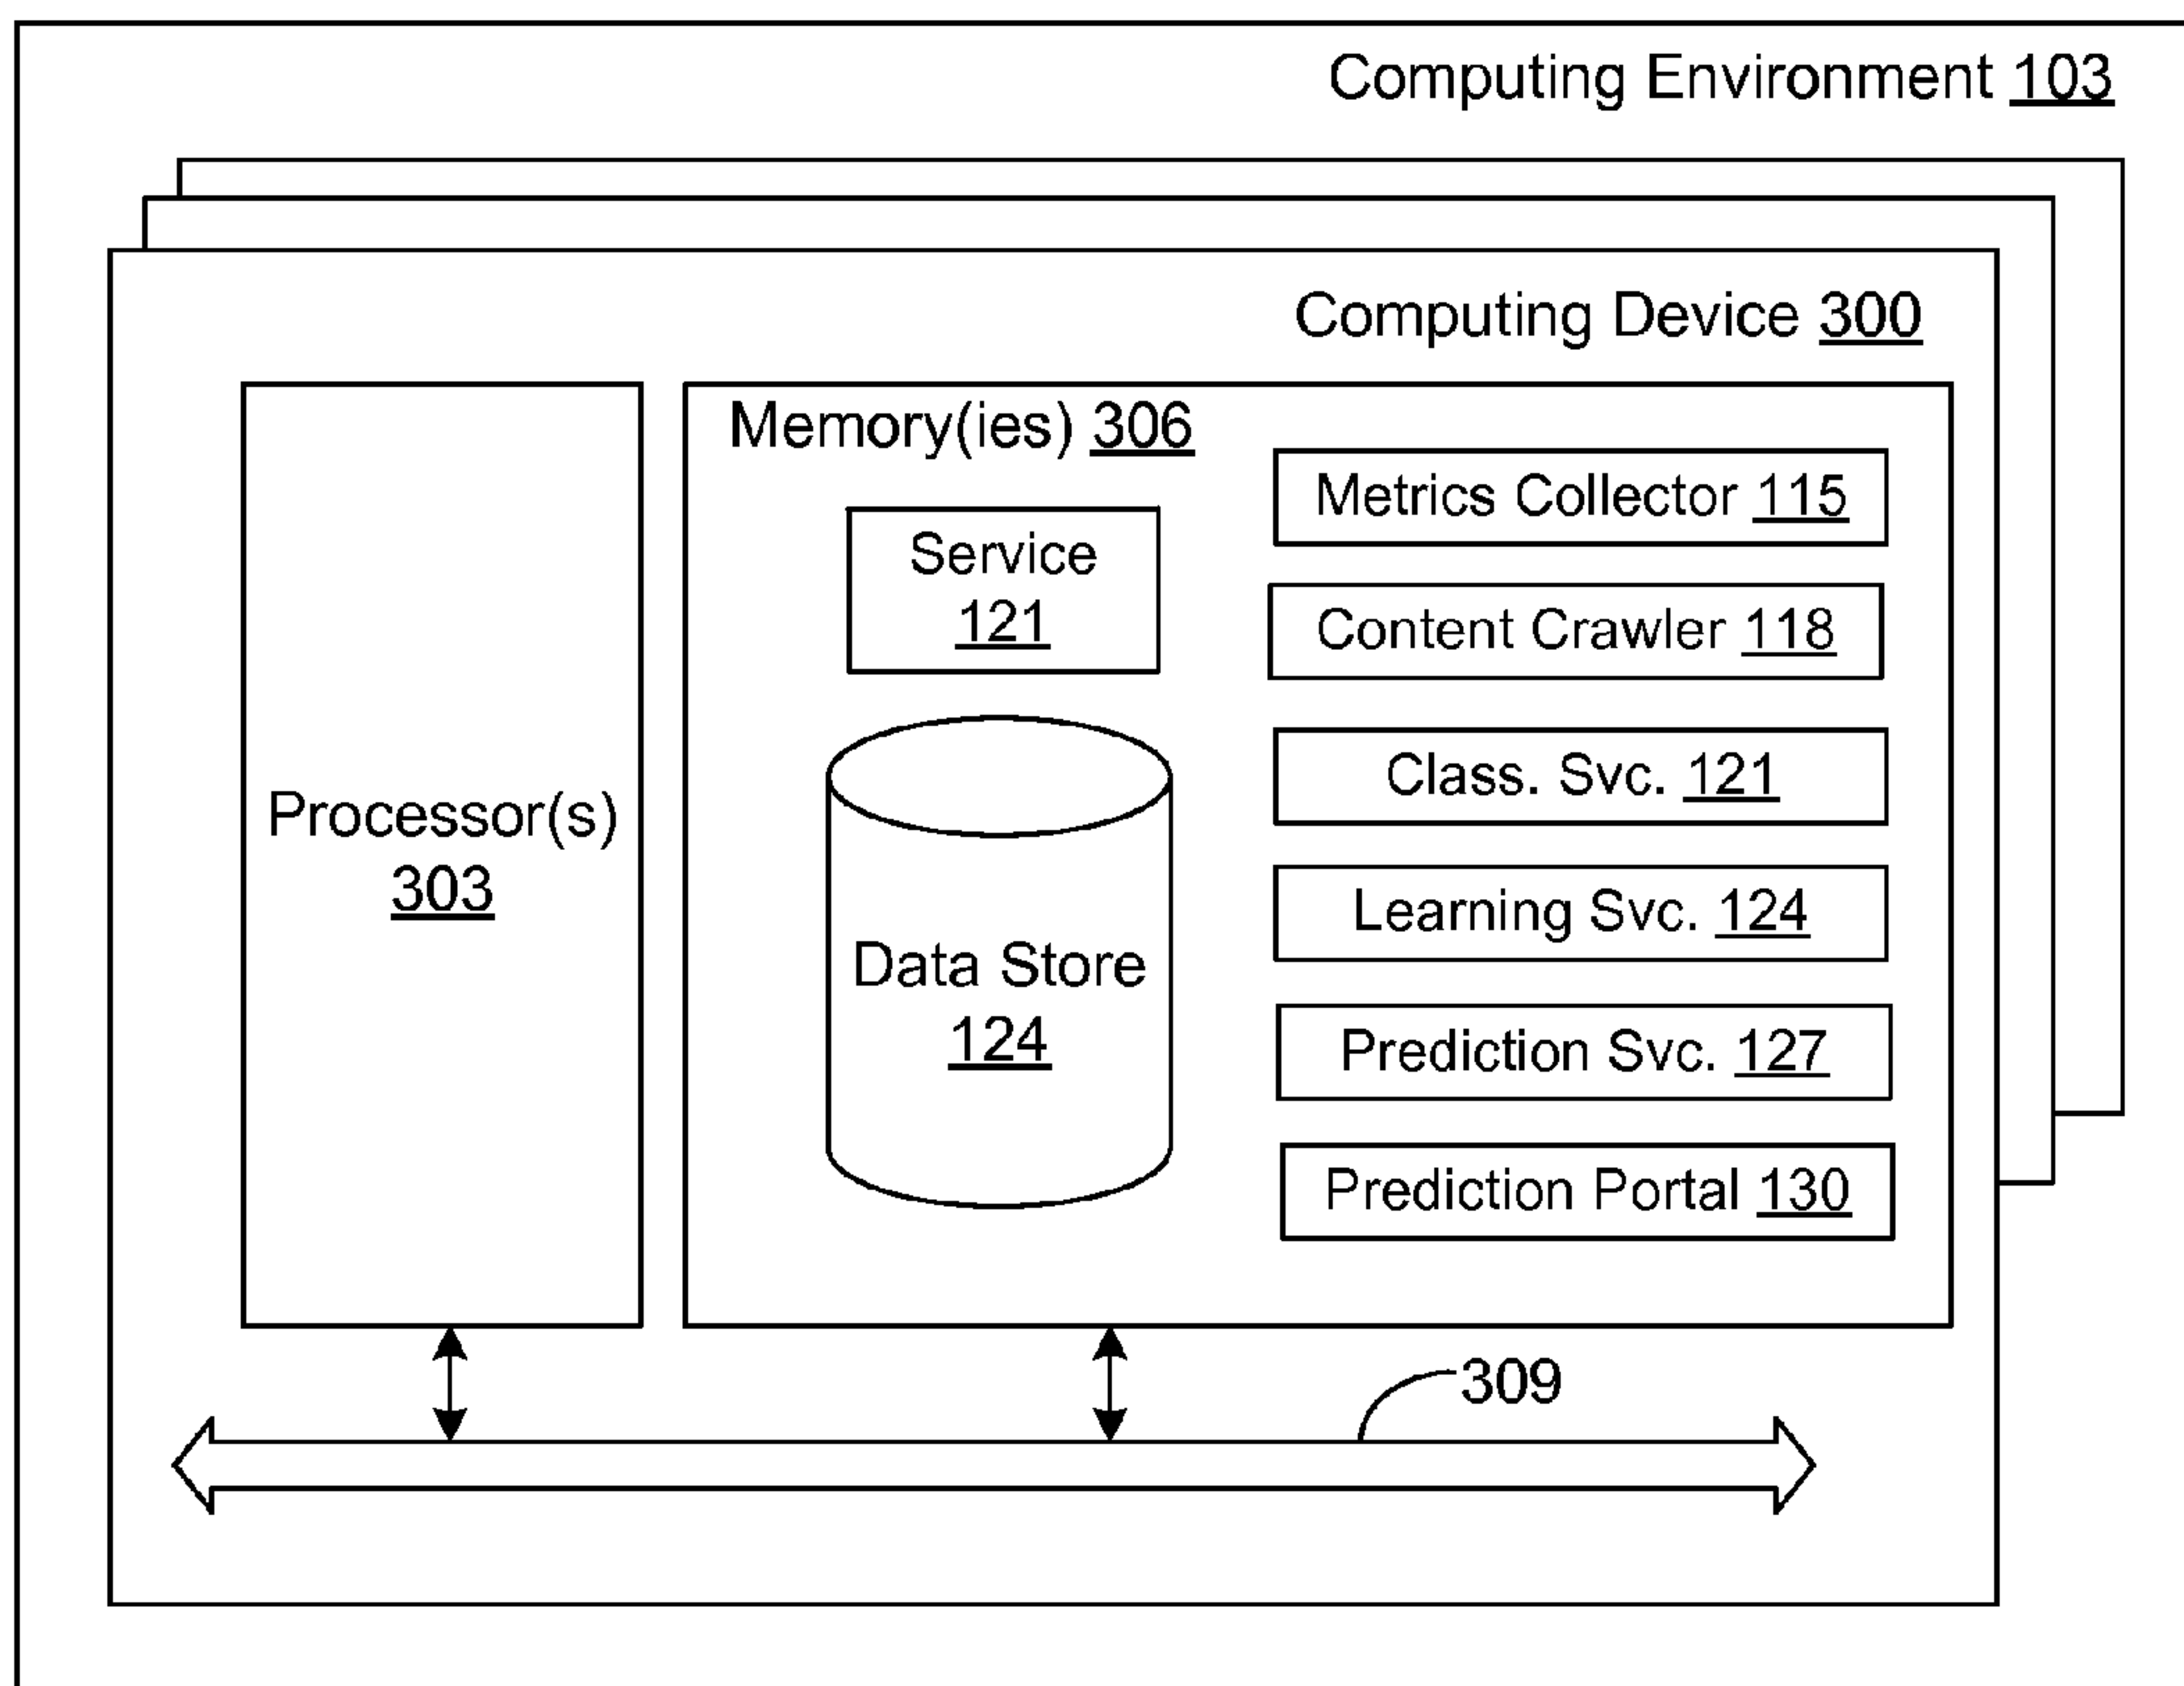 Computing Environment 103
Computing Device 300
Processor(s)
303
Memory(ies) 306
Service
121
Data Store
124
Metrics Collector 115
Content Crawler 118
Class. Svc. 121
Learning Svc. 124
Prediction Svc. 127
Prediction Portal 130
309